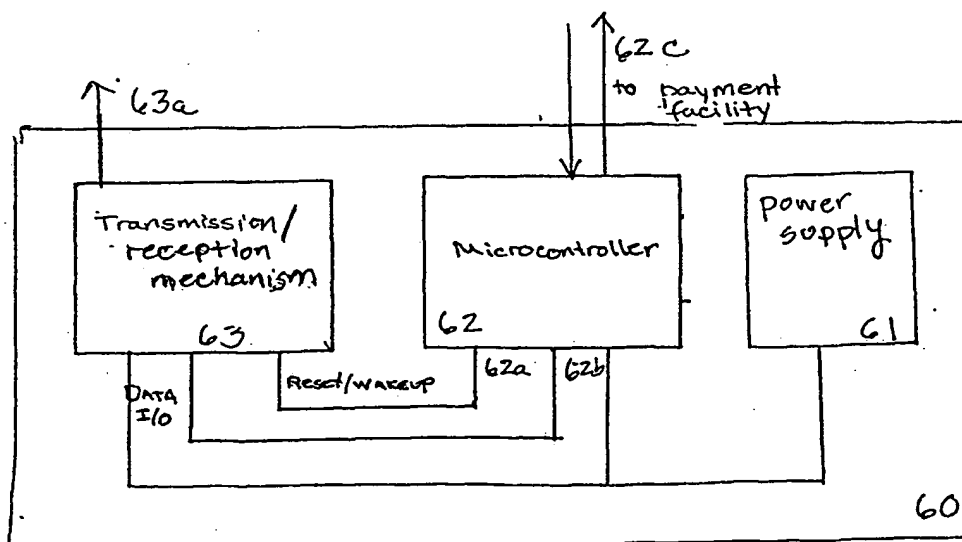 62c
to payment
facility
63a
Transmission/
reception
mechanism
63
Microcontroller
62
power
supply
61
62a
62b
Reset/WAKEUP
DATA
I/O
60